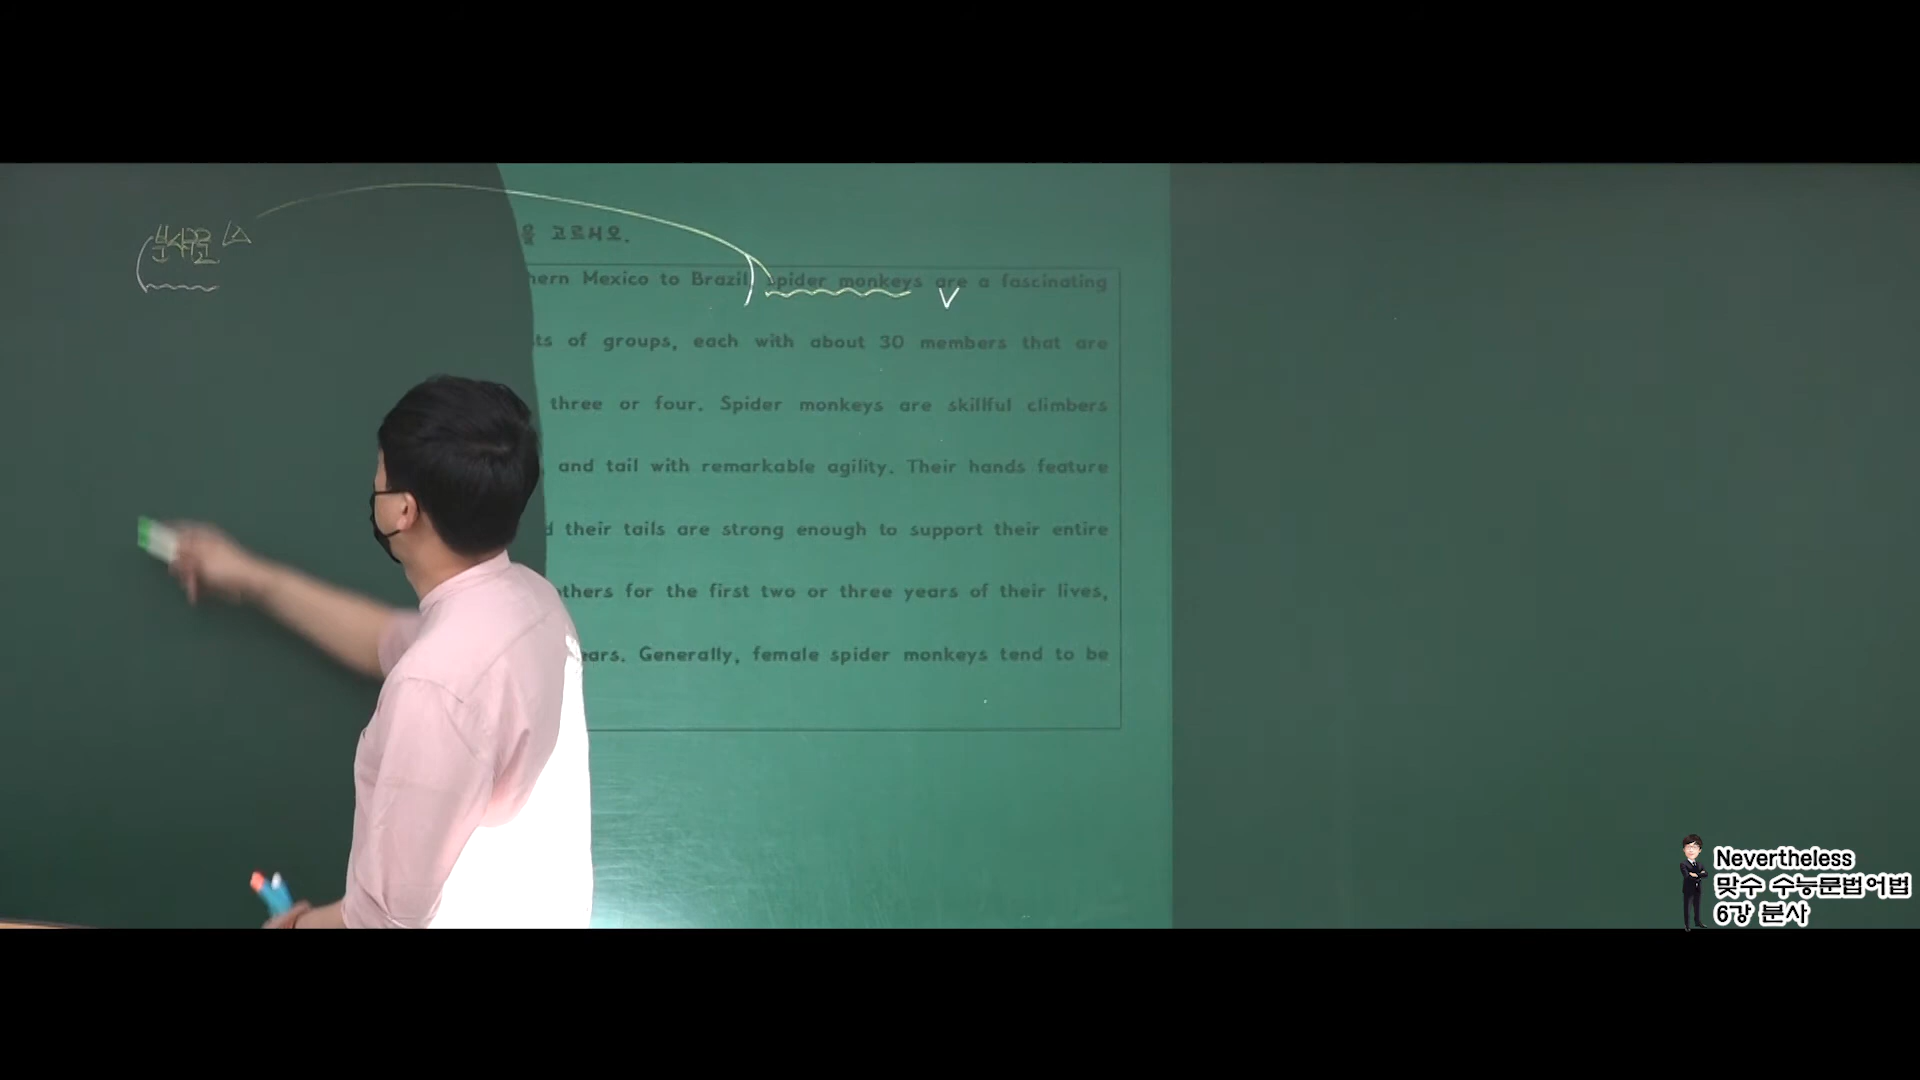 분사구문
을 고르시오.
hern Mexico to Brazil, spider monkeys are a fascinating
V
ts of groups, each with about 30 members that are
three or four. Spider monkeys are skillful climbers
and tail with remarkable agility. Their hands feature
d their tails are strong enough to support their entire
thers for the first two or three years of their lives,
ears. Generally, female spider monkeys tend to be
Nevertheless
맞수 수능문법어법
6강 분사